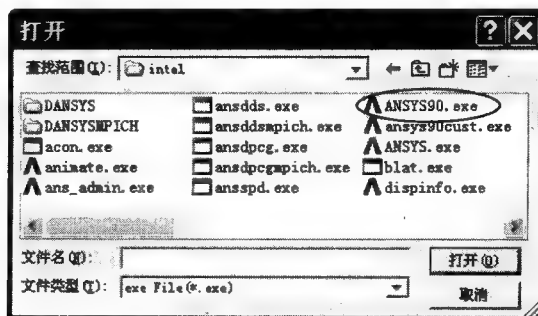 打开
查找范围(I): intel
DANSYS ansdds.exe ANSYS90.exe
DANSYSMPICH ansddsmpich.exe ansys90cust.exe
acon.exe ansdpcg.exe ANSYS.exe
animate.exe ansdpcgmpich.exe blat.exe
ans_admin.exe ansspd.exe dispinfo.exe
文件名(N): 打开(O)
文件类型(T): exe File(*.exe) 取消